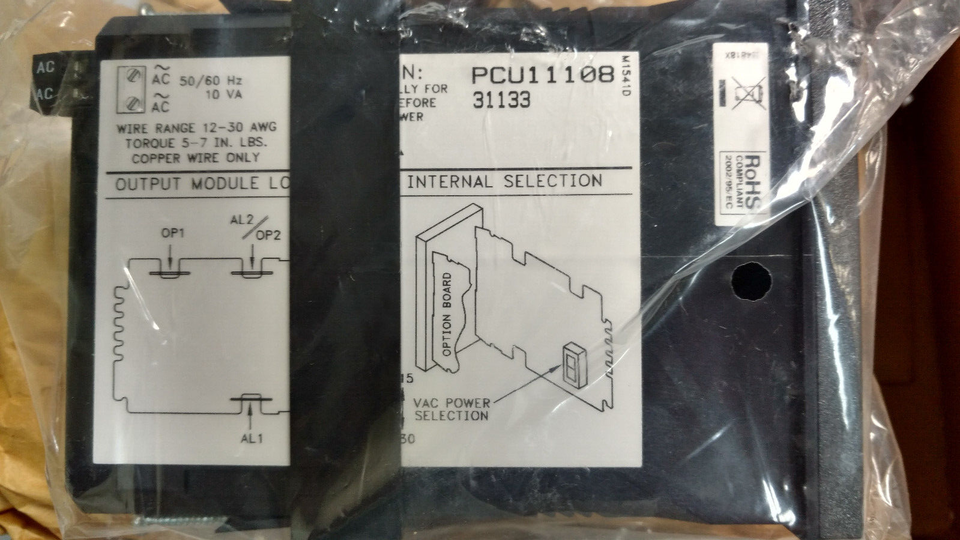 AC
AC
AC 50/60 Hz
10 VA
AC
WIRE RANGE 12-30 AWG
TORQUE 5-7 IN. LBS.
COPPER WIRE ONLY
N: PCU11108
LLY FOR 31133
EFORE
WER
M1541D
RoHS
COMPLIANT
2002/95/EC
OUTPUT MODULE LO
INTERNAL SELECTION
OP1
AL2/OP2
AL1
OPTION BOARD
15
VAC POWER
SELECTION
30